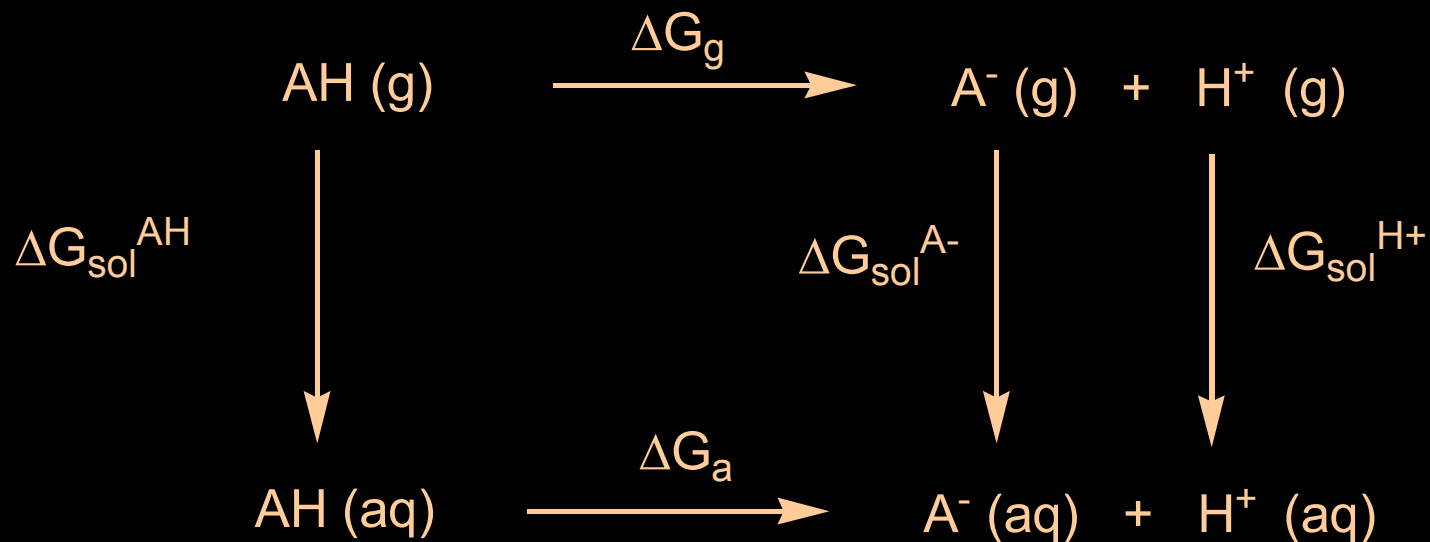 ΔGg
AH (g) A- (g) + H+ (g)
ΔGsolAH ΔGsolA- ΔGsolH+
ΔGa
AH (aq) A- (aq) + H+ (aq)